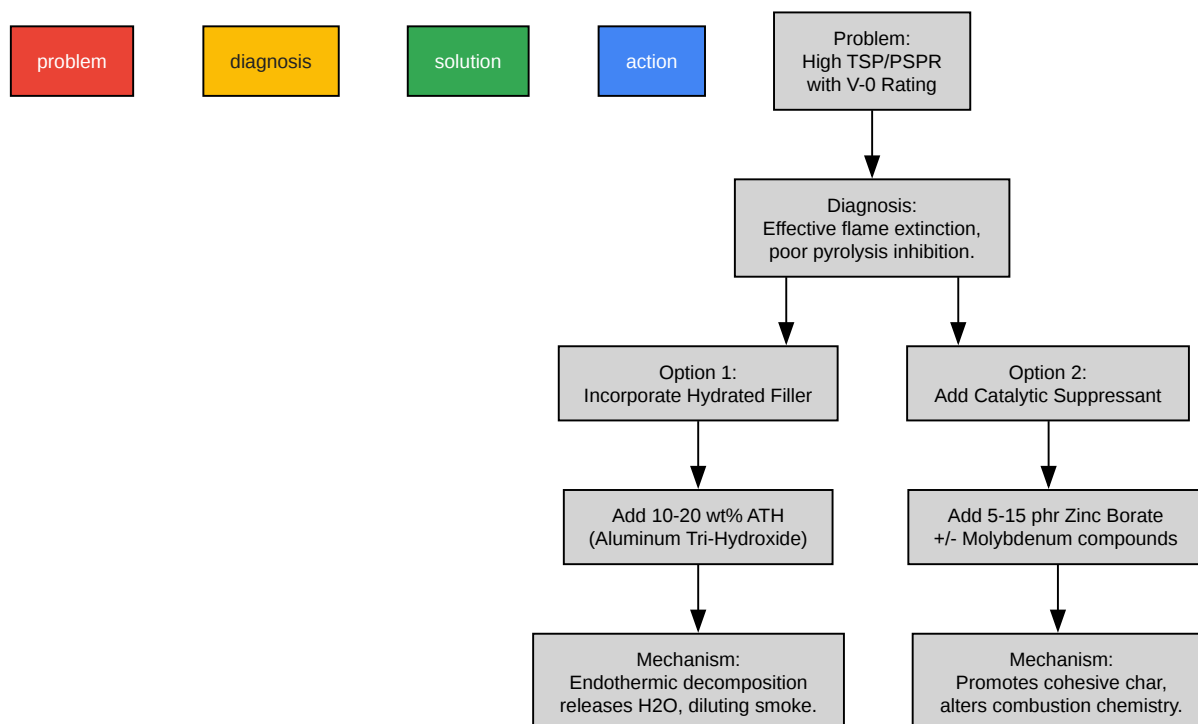 problem
diagnosis
solution
action
Problem:
High TSP/PSPR
with V-0 Rating
Diagnosis:
Effective flame extinction,
poor pyrolysis inhibition.
Option 1:
Incorporate Hydrated Filler
Option 2:
Add Catalytic Suppressant
Add 10-20 wt% ATH
(Aluminum Tri-Hydroxide)
Add 5-15 phr Zinc Borate
+/- Molybdenum compounds
Mechanism:
Endothermic decomposition
releases H2O, diluting smoke.
Mechanism:
Promotes cohesive char,
alters combustion chemistry.